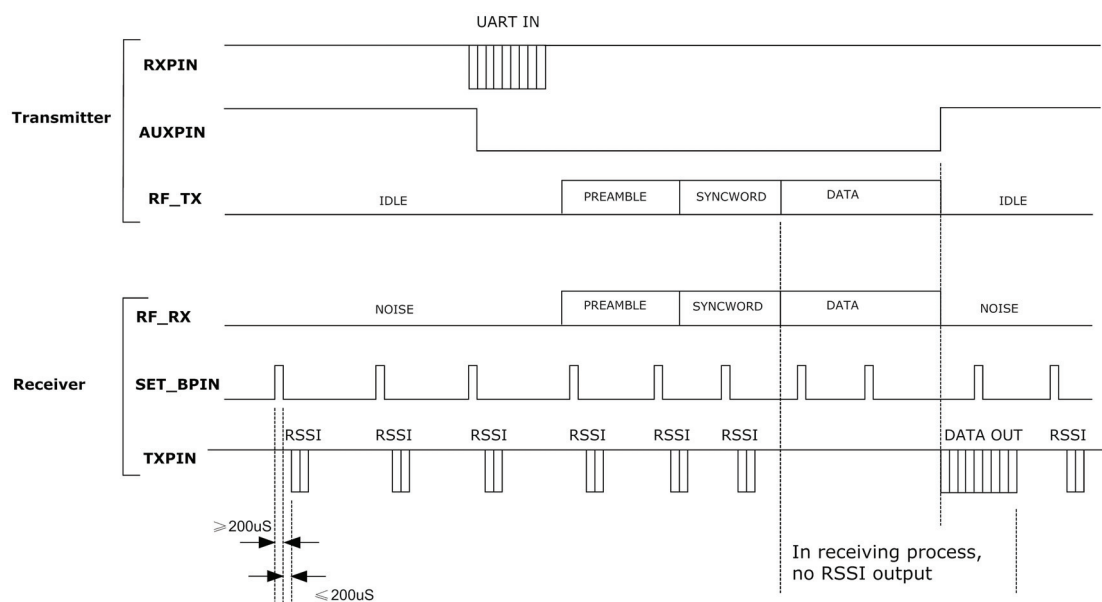 UART IN
RXPIN
Transmitter
AUXPIN
RF_TX
IDLE
PREAMBLE
SYNCWORD
DATA
IDLE
RF_RX
NOISE
PREAMBLE
SYNCWORD
DATA
NOISE
Receiver
SET_BPIN
RSSI
RSSI
RSSI
RSSI
RSSI
RSSI
DATA OUT
RSSI
TXPIN
⩾200uS
In receiving process,
no RSSI output
⩽200uS